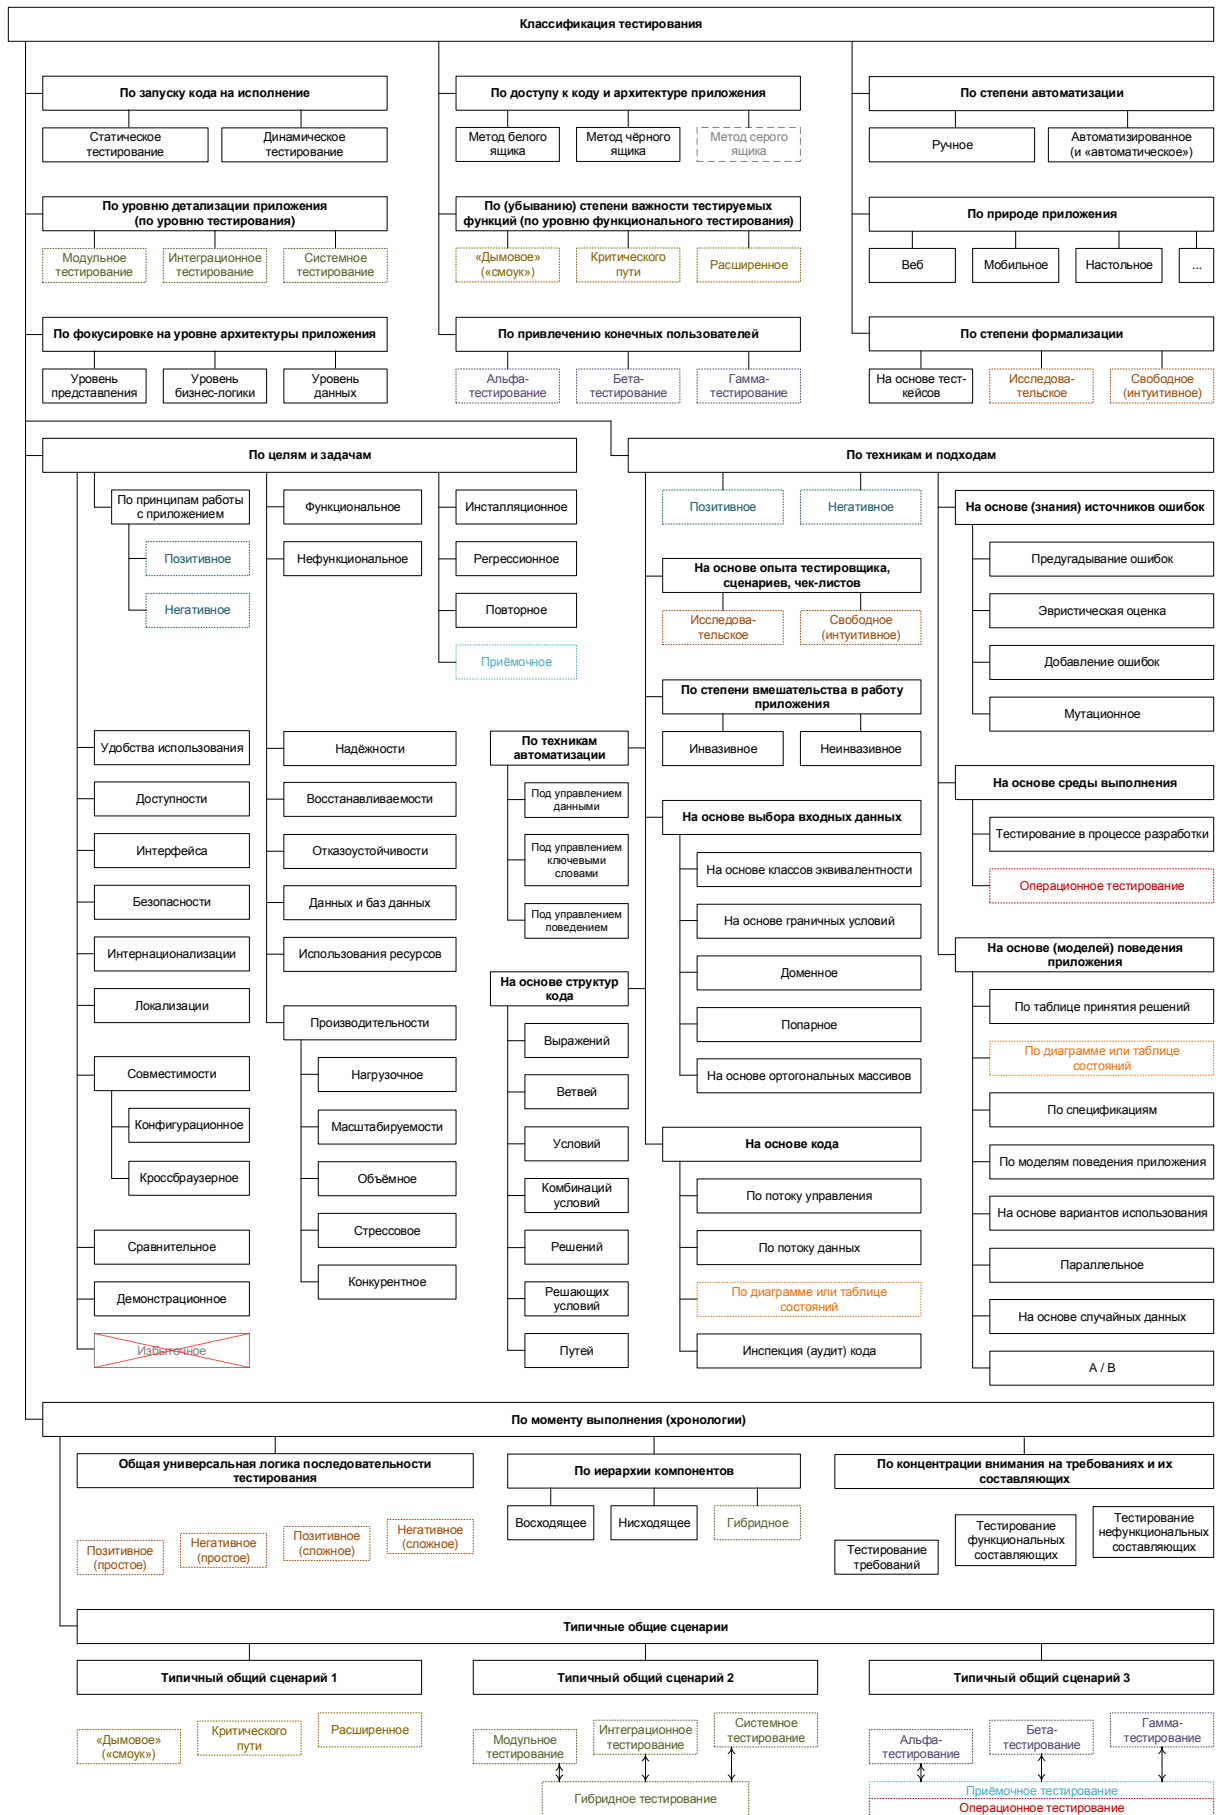 Классификация тестирования
По запуску кода на исполнение
Статическое
тестирование
Динамическое
тестирование
По доступу к коду и архитектуре приложения
Метод белого
ящика
Метод чёрного
ящика
Метод серого
ящика
По степени автоматизации
Ручное
Автоматизированное
(и «автоматическое»)
По уровню детализации приложения
(по уровню тестирования)
Модульное
тестирование
Интеграционное
тестирование
Системное
тестирование
По (убыванию) степени важности тестируемых
функций (по уровню функционального тестирования)
«Дымовое»
(«смоук»)
Критического
пути
Расширенное
По природе приложения
Веб
Мобильное
Настольное
...
По фокусировке на уровне архитектуры приложения
Уровень
представления
Уровень
бизнес-логики
Уровень
данных
По привлечению конечных пользователей
Альфа-
тестирование
Бета-
тестирование
Гамма-
тестирование
По степени формализации
На основе тест-
кейсов
Исследова-
тельское
Свободное
(интуитивное)
По целям и задачам
По принципам работы
с приложением
Позитивное
Негативное
Функциональное
Нефункциональное
Инсталляционное
Регрессионное
Повторное
Приёмочное
Удобства использования
Доступности
Интерфейса
Безопасности
Интернационализации
Локализации
Совместимости
Конфигурационное
Кроссбраузерное
Сравнительное
Демонстрационное
Избыточное
Надёжности
Восстанавливаемости
Отказоустойчивости
Данных и баз данных
Использования ресурсов
Производительности
Нагрузочное
Масштабируемости
Объёмное
Стрессовое
Конкурентное
По техникам и подходам
Позитивное
Негативное
На основе опыта тестировщика,
сценариев, чек-листов
Исследова-
тельское
Свободное
(интуитивное)
По степени вмешательства в работу
приложения
Инвазивное
Неинвазивное
По техникам
автоматизации
Под управлением
данными
Под управлением
ключевыми
словами
Под управлением
поведением
На основе структур
кода
Выражений
Ветвей
Условий
Комбинаций
условий
Решений
Решающих
условий
Путей
На основе выбора входных данных
На основе классов эквивалентности
На основе граничных условий
Доменное
Попарное
На основе ортогональных массивов
На основе кода
По потоку управления
По потоку данных
По диаграмме или таблице
состояний
Инспекция (аудит) кода
На основе (знания) источников ошибок
Предугадывание ошибок
Эвристическая оценка
Добавление ошибок
Мутационное
На основе среды выполнения
Тестирование в процессе разработки
Операционное тестирование
На основе (моделей) поведения
приложения
По таблице принятия решений
По диаграмме или таблице
состояний
По спецификациям
По моделям поведения приложения
На основе вариантов использования
Параллельное
На основе случайных данных
A / B
По моменту выполнения (хронологии)
Общая универсальная логика последовательности
тестирования
Позитивное
(простое)
Негативное
(простое)
Позитивное
(сложное)
Негативное
(сложное)
По иерархии компонентов
Восходящее
Нисходящее
Гибридное
По концентрации внимания на требованиях и их
составляющих
Тестирование
требований
Тестирование
функциональных
составляющих
Тестирование
нефункциональных
составляющих
Типичные общие сценарии
Типичный общий сценарий 1
«Дымовое»
(«смоук»)
Критического
пути
Расширенное
Типичный общий сценарий 2
Модульное
тестирование
Интеграционное
тестирование
Системное
тестирование
Гибридное тестирование
Типичный общий сценарий 3
Альфа-
тестирование
Бета-
тестирование
Гамма-
тестирование
Приёмочное тестирование
Операционное тестирование